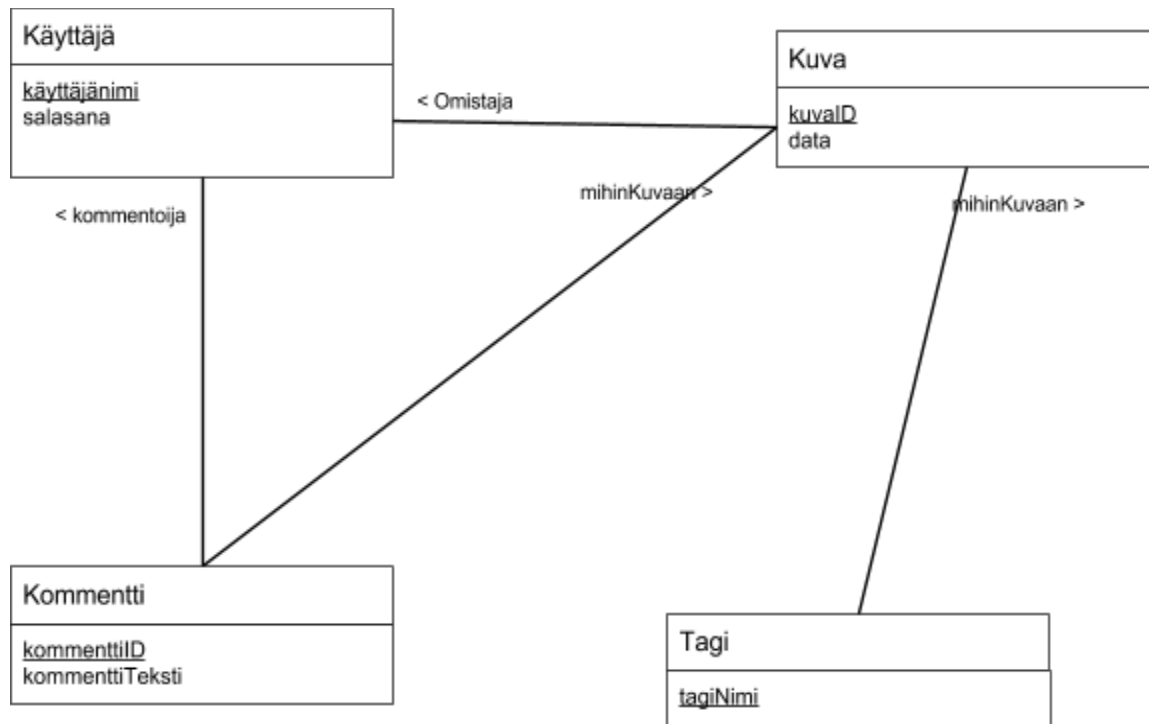 Käyttäjä
käyttäjänimi
salasana
< Omistaja
Kuva
kuvaID
data
< kommentoija
mihinKuvaan >
mihinKuvaan >
Kommentti
kommenttiID
kommenttiTeksti
Tagi
tagiNimi